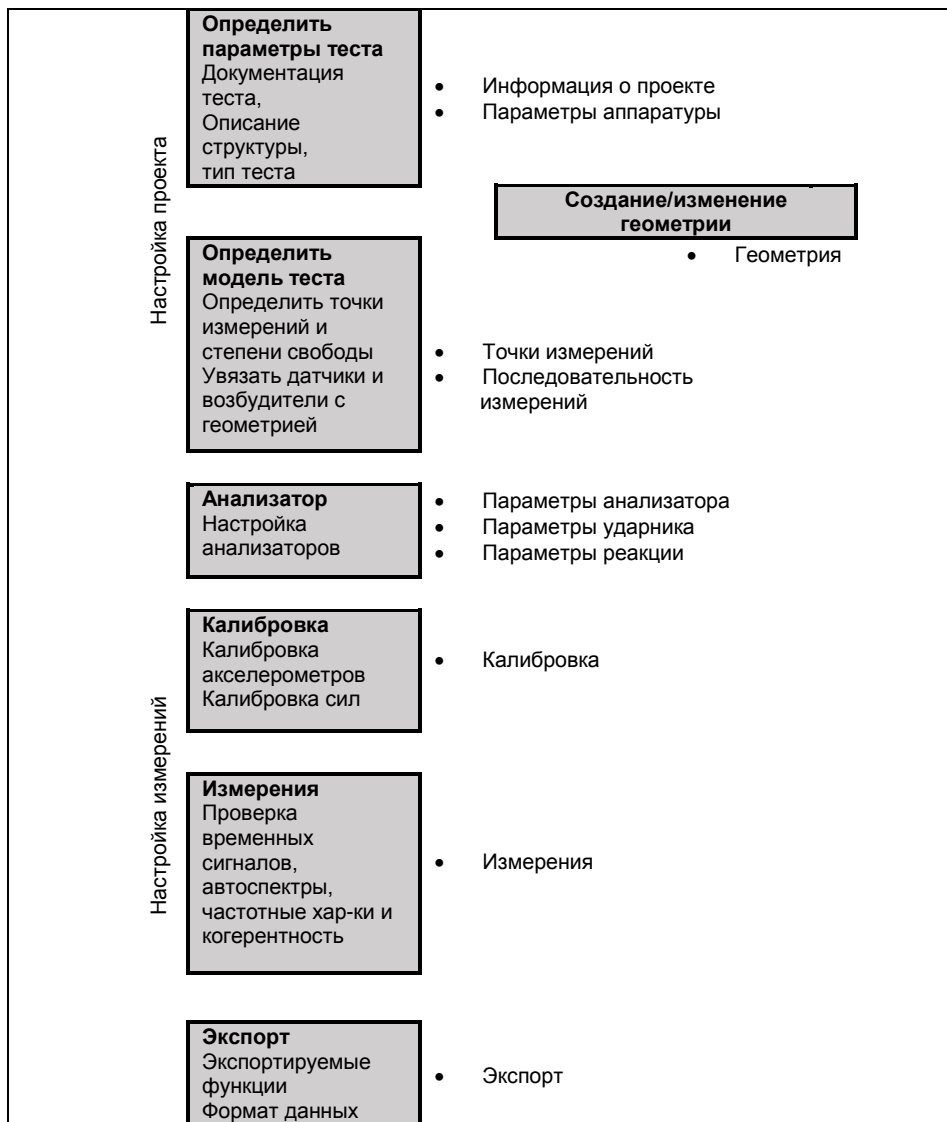 Настройка проекта
Определить
параметры теста
Документация
теста,
Описание
структуры,
тип теста
• Информация о проекте
• Параметры аппаратуры
Создание/изменение
геометрии
• Геометрия
Определить
модель теста
Определить точки
измерений и
степени свободы
Увязать датчики и
возбудители с
геометрией
• Точки измерений
• Последовательность
измерений
Настройка измерений
Анализатор
Настройка
анализаторов
• Параметры анализатора
• Параметры ударника
• Параметры реакции
Калибровка
Калибровка
акселерометров
Калибровка сил
• Калибровка
Измерения
Проверка
временных
сигналов,
автоспектры,
частотные хар-ки и
когерентность
• Измерения
Экспорт
Экспортируемые
функции
Формат данных
• Экспорт